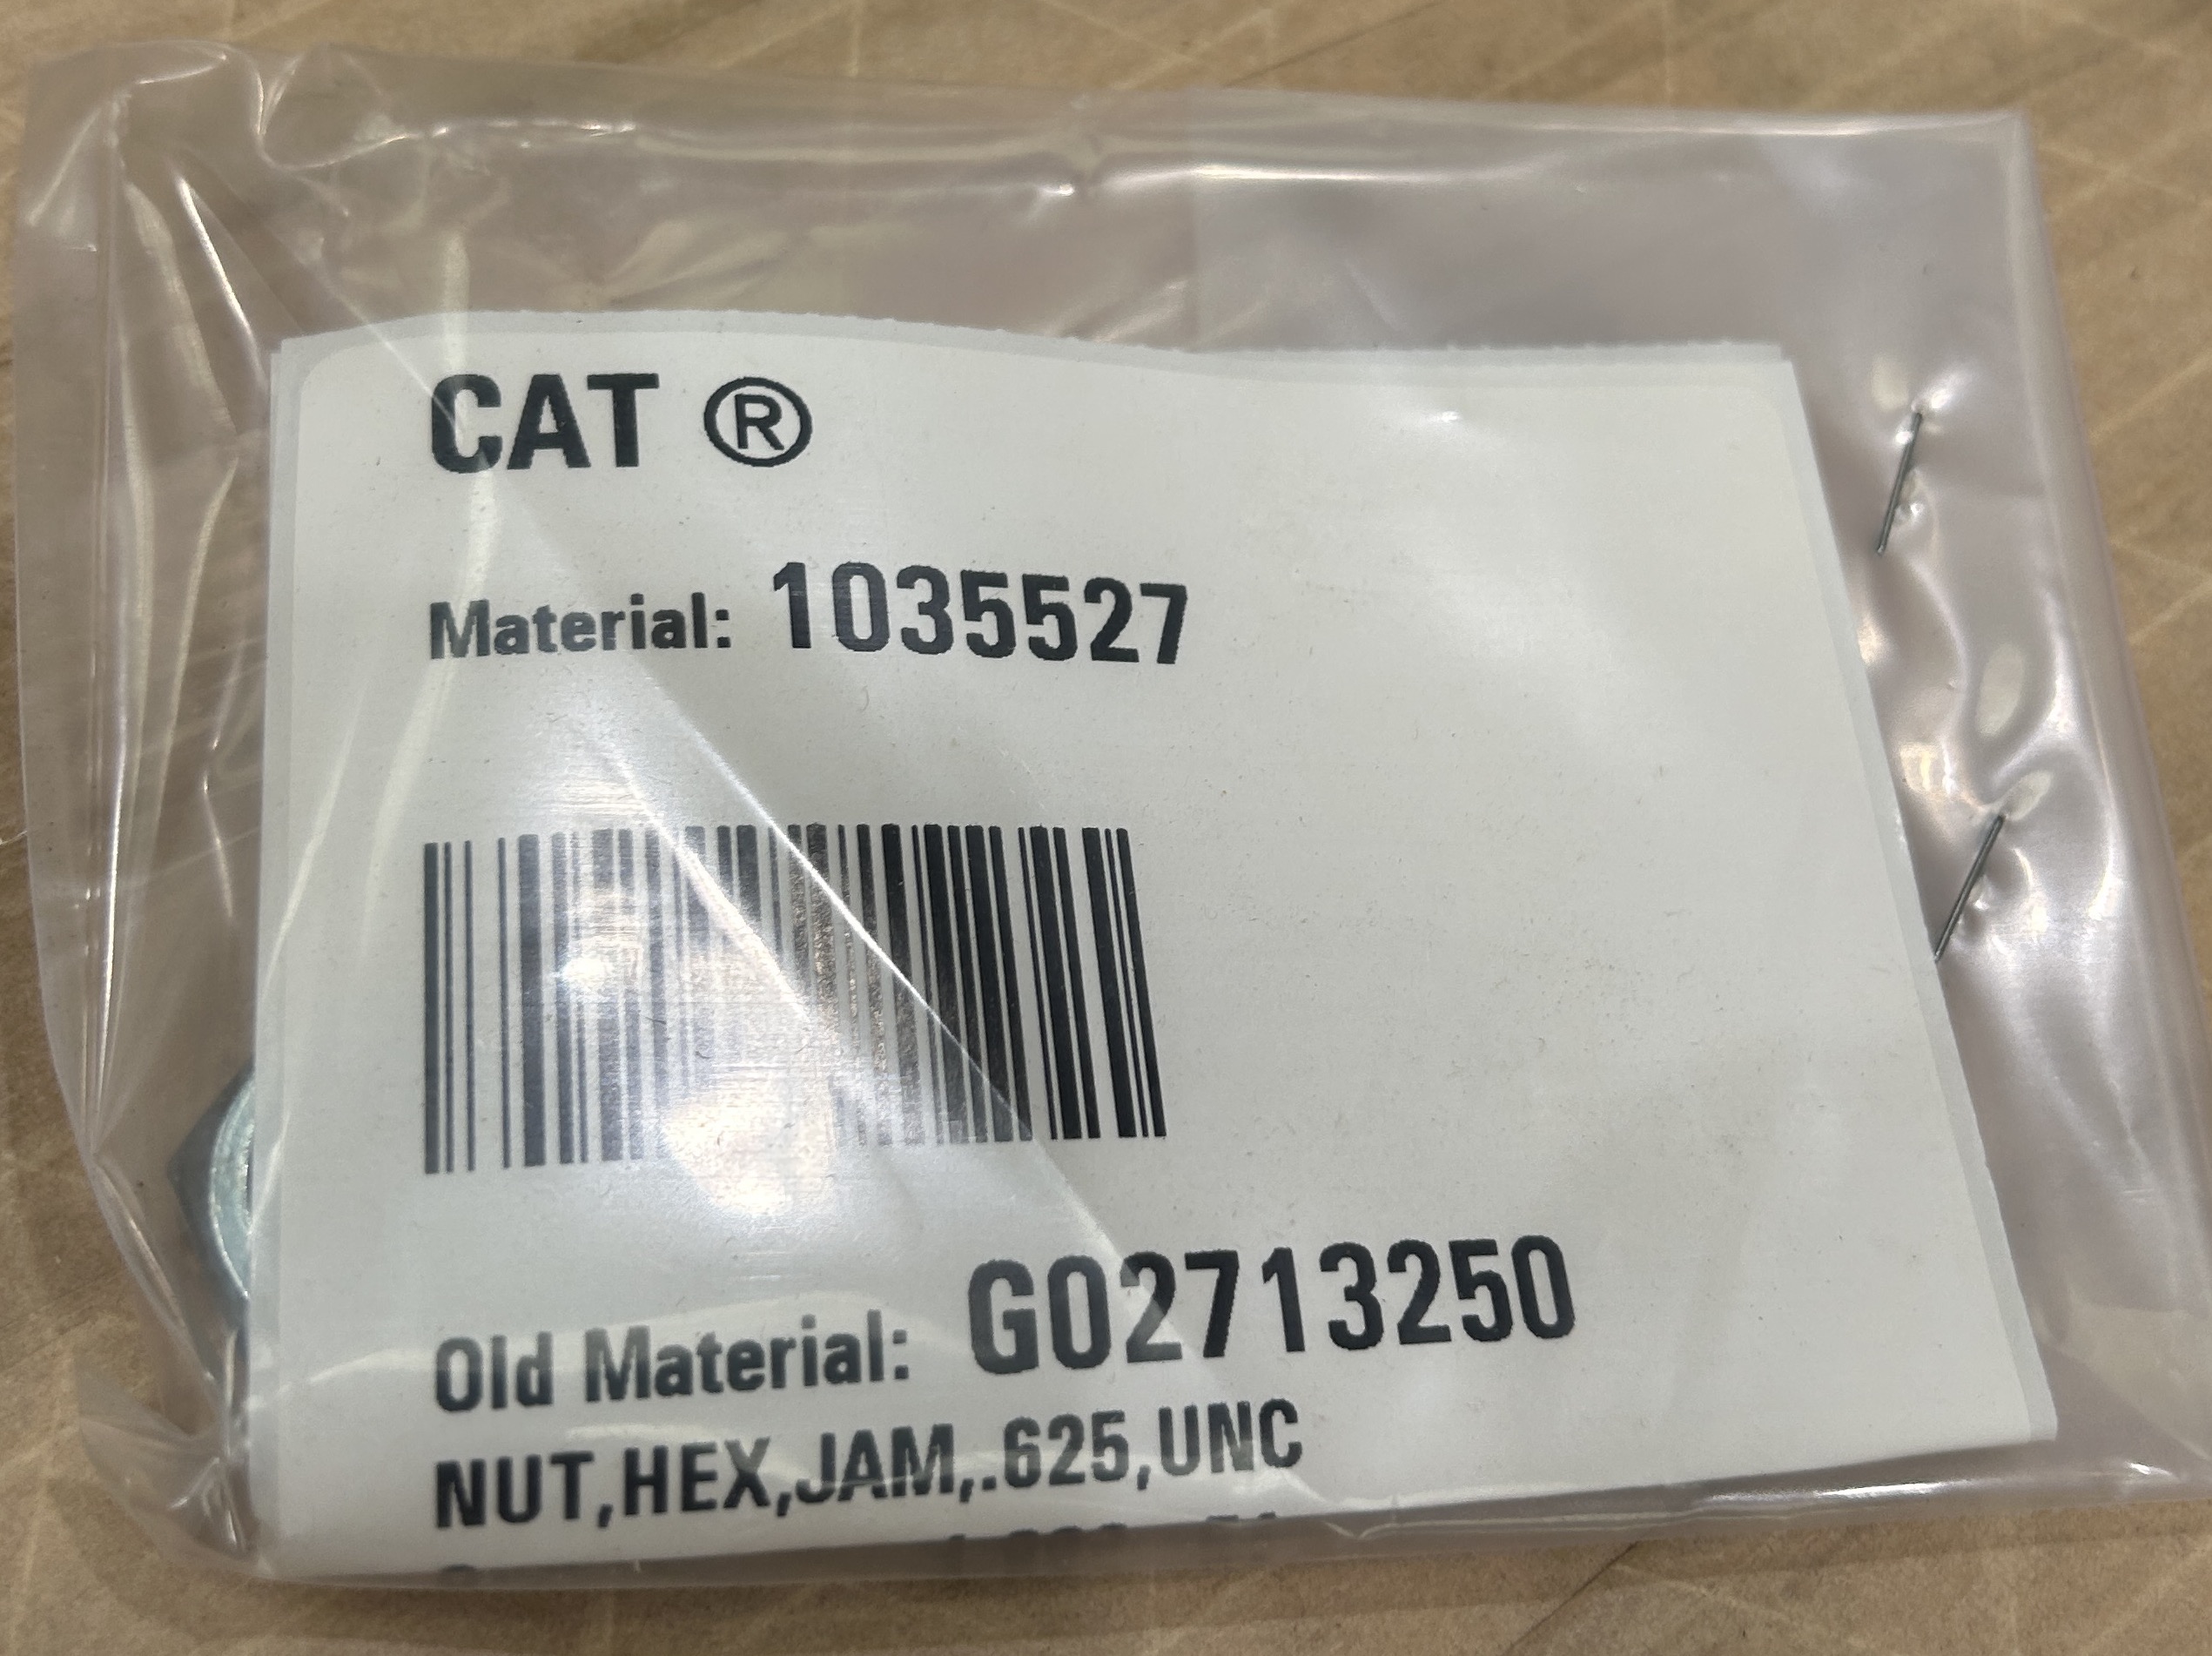 CAT ®
Material: 1035527
Old Material: G02713250
NUT,HEX,JAM,.625,UNC